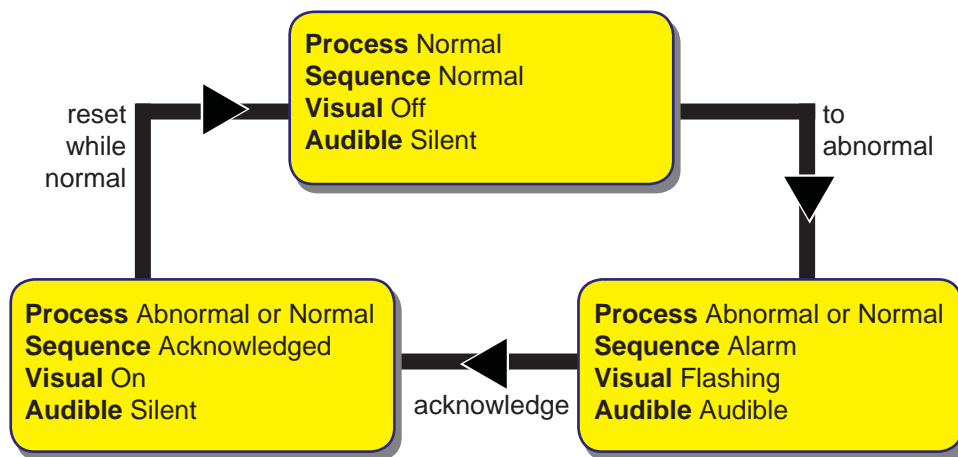 Process Normal
Sequence Normal
Visual Off
Audible Silent
reset
while
normal
to
abnormal
Process Abnormal or Normal
Sequence Acknowledged
Visual On
Audible Silent
acknowledge
Process Abnormal or Normal
Sequence Alarm
Visual Flashing
Audible Audible